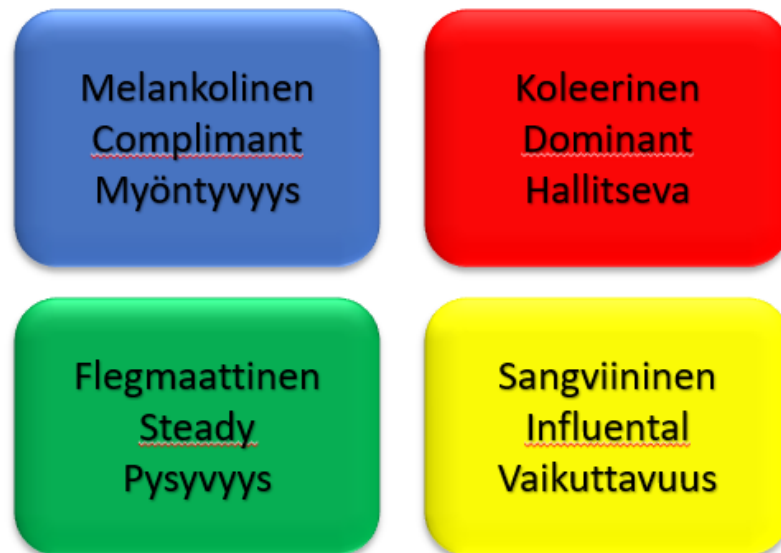 Melankolinen
Complimant
Myöntyvyys
Koleerinen
Dominant
Hallitseva
Flegmaattinen
Steady
Pysyvyys
Sangviininen
Influental
Vaikuttavuus